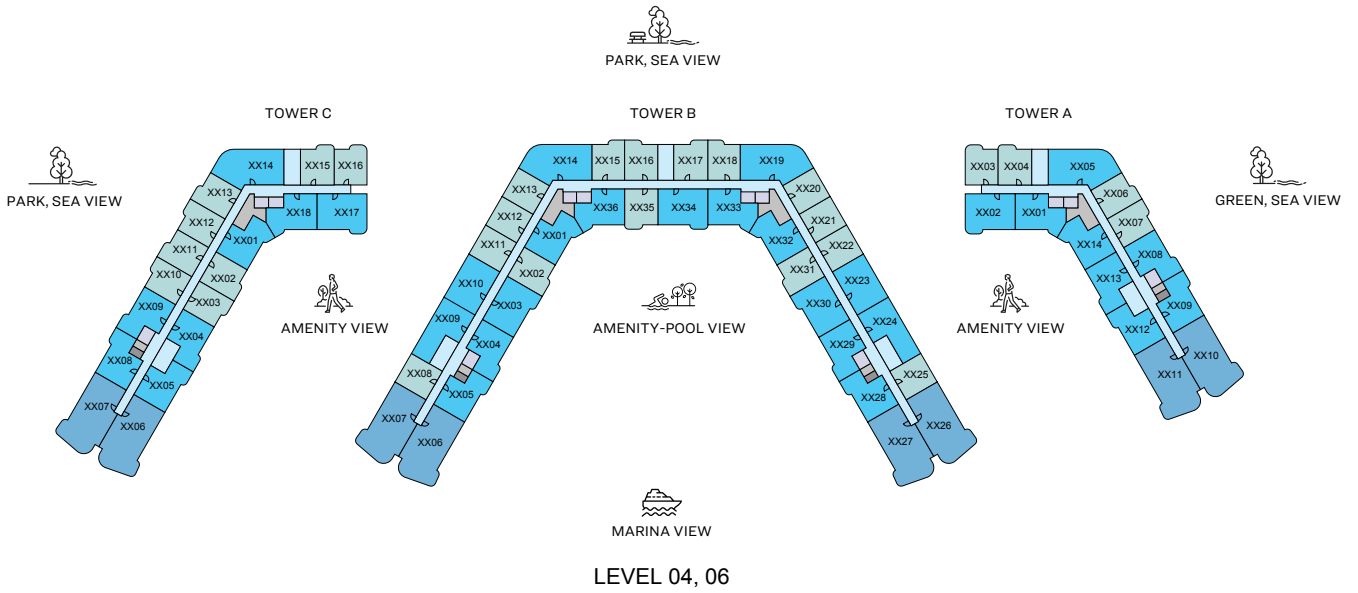 PARK, SEA VIEW
TOWER C
TOWER B
TOWER A
PARK, SEA VIEW
GREEN, SEA VIEW
XX14
XX15
XX16
XX13
XX12
XX11
XX10
XX09
XX08
XX07
XX06
XX05
XX04
XX03
XX02
XX01
XX18
XX17
XX14
XX15
XX16
XX17
XX18
XX19
XX13
XX12
XX11
XX10
XX09
XX08
XX07
XX06
XX05
XX04
XX03
XX02
XX01
XX36
XX35
XX34
XX33
XX32
XX31
XX30
XX29
XX28
XX27
XX26
XX25
XX24
XX23
XX22
XX21
XX20
XX03
XX04
XX05
XX02
XX01
XX06
XX07
XX14
XX13
XX08
XX09
XX12
XX11
XX10
AMENITY VIEW
AMENITY-POOL VIEW
AMENITY VIEW
MARINA VIEW
LEVEL 04, 06